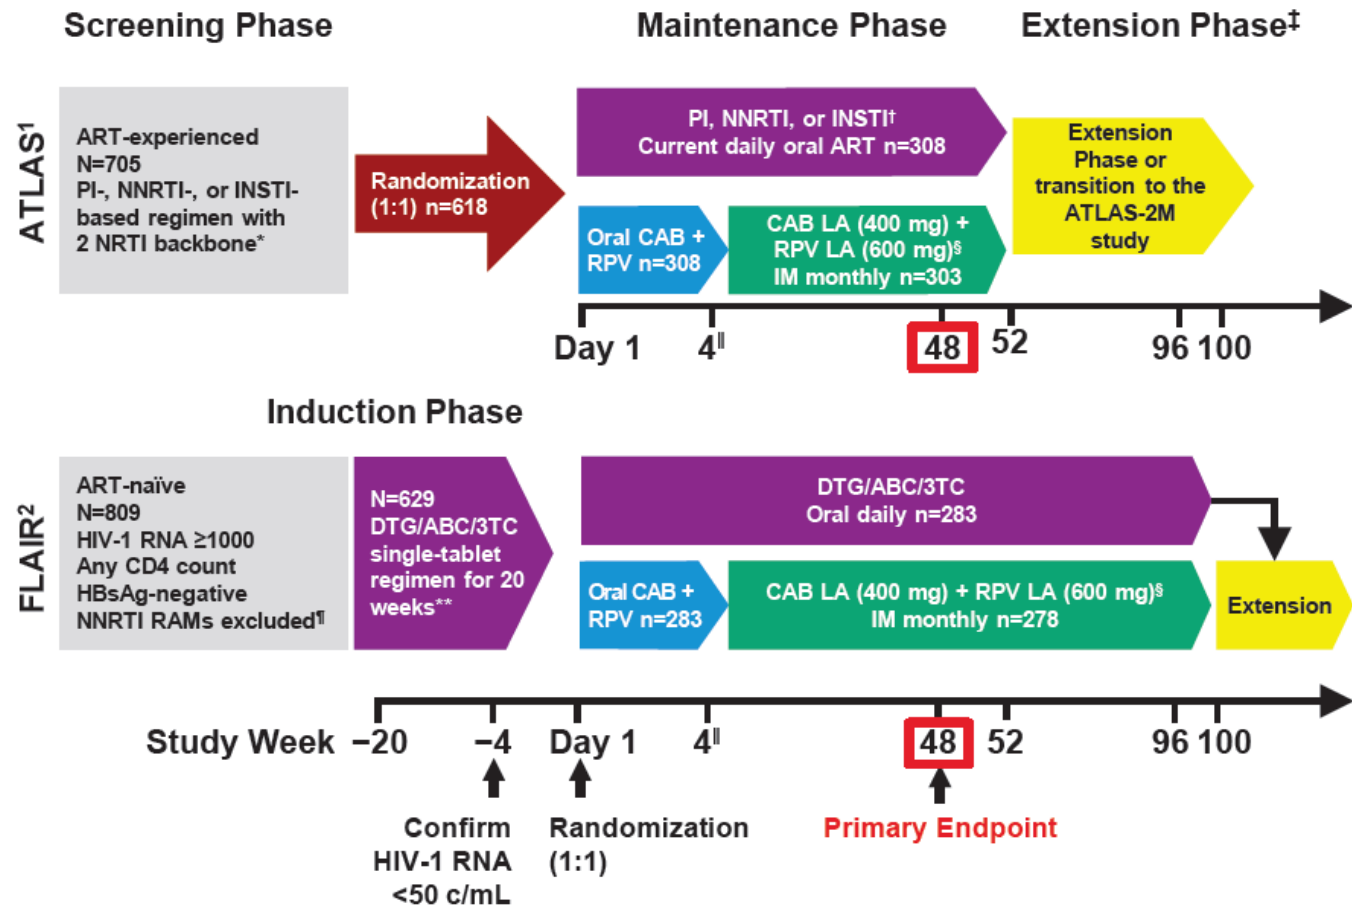 Screening Phase
Maintenance Phase
Extension Phase‡
ATLAS¹
ART-experienced
N=705
PI-, NNRTI-, or INSTI-
based regimen with
2 NRTI backbone*
Randomization
(1:1) n=618
PI, NNRTI, or INSTI†
Current daily oral ART n=308
Oral CAB +
RPV n=308
CAB LA (400 mg) +
RPV LA (600 mg)§
IM monthly n=303
Extension
Phase or
transition to the
ATLAS-2M
study
Day 1 4‖ 48 52 96 100
Induction Phase
FLAIR²
ART-naïve
N=809
HIV-1 RNA ≥1000
Any CD4 count
HBsAg-negative
NNRTI RAMs excluded¶
N=629
DTG/ABC/3TC
single-tablet
regimen for 20
weeks**
DTG/ABC/3TC
Oral daily n=283
Oral CAB +
RPV n=283
CAB LA (400 mg) + RPV LA (600 mg)§
IM monthly n=278
Extension
Study Week −20 −4 Day 1 4‖ 48 52 96 100
Confirm
HIV-1 RNA
<50 c/mL
Randomization
(1:1)
Primary Endpoint